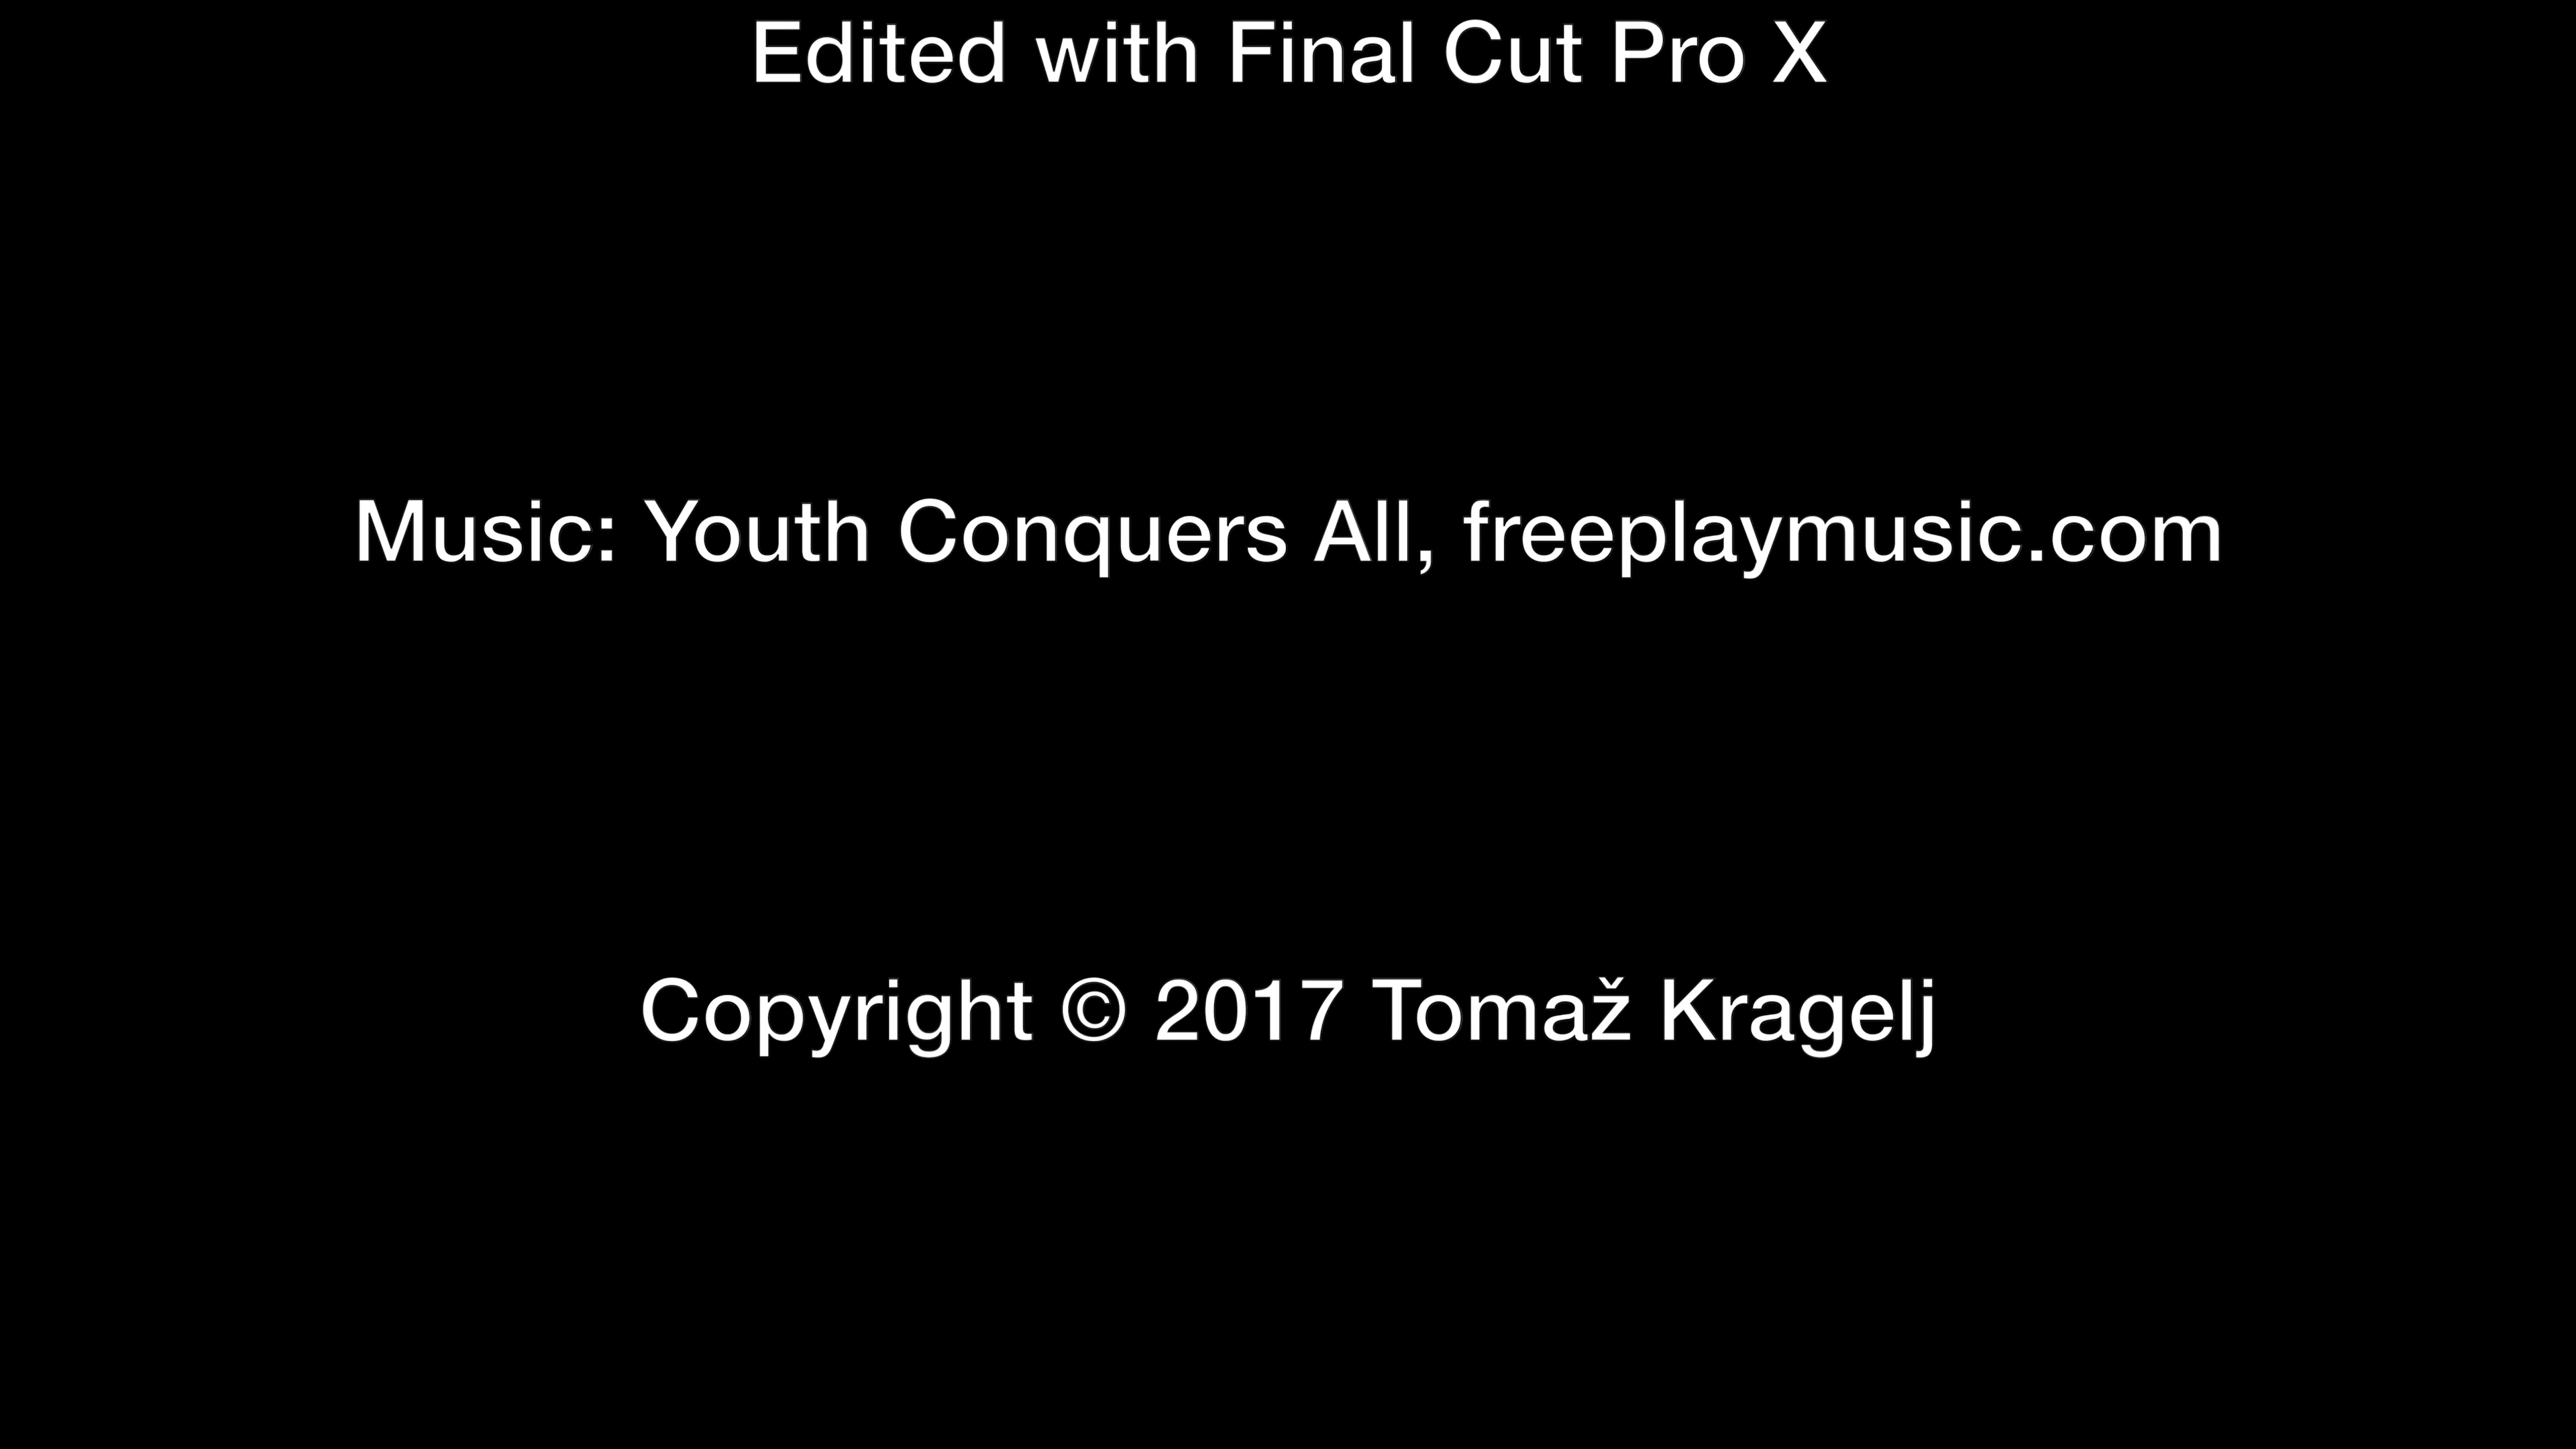 Edited with Final Cut Pro X
Music: Youth Conquers All, freeplaymusic.com
Copyright © 2017 Tomaž Kragelj